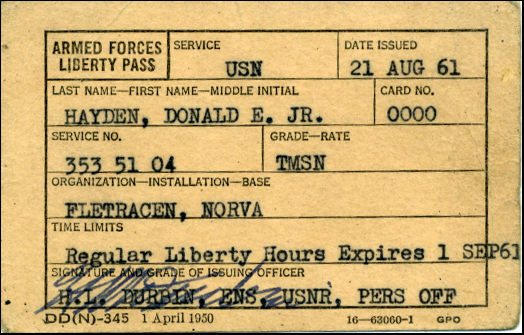 ARMED FORCES SERVICE DATE ISSUED
LIBERTY PASS USN 21 AUG 61
LAST NAME—FIRST NAME—MIDDLE INITIAL CARD NO.
HAYDEN, DONALD E. JR. 0000
SERVICE NO. GRADE—RATE
353 51 04 TMSN
ORGANIZATION—INSTALLATION—BASE
FLETRACEN, NORVA
TIME LIMITS
Regular Liberty Hours Expires 1 SEP61
SIGNATURE AND GRADE OF ISSUING OFFICER
H.L. DURBIN, ENS, USNR, PERS OFF
DD(N)-345 1 April 1950 16—63060-1 GPO